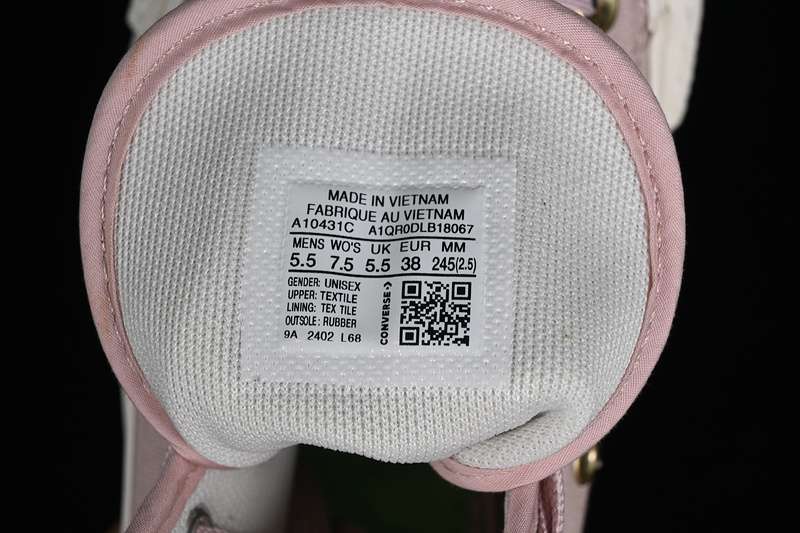 MADE IN VIETNAM
FABRIQUE AU VIETNAM
A10431C A1QR0DLB18067
MENS WO'S UK EUR MM
5.5 7.5 5.5 38 245(2.5)
GENDER: UNISEX
UPPER: TEXTILE
LINING: TEX TILE
OUTSOLE: RUBBER
9A 2402 L68
CONVERSE